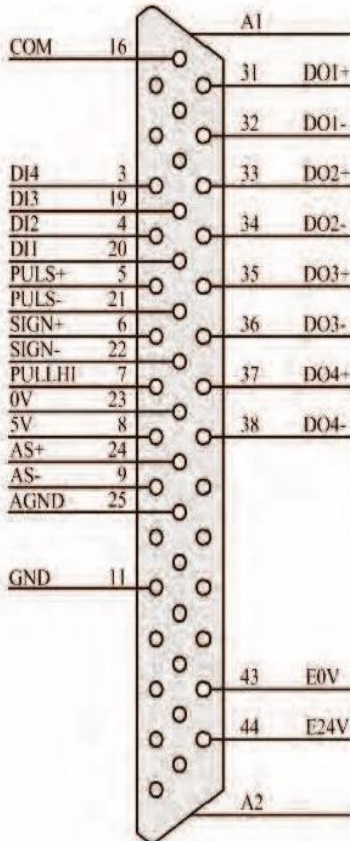 A1
COM 16
31 DO1+
32 DO1-
DI4 3 33 DO2+
DI3 19
DI2 4 34 DO2-
DI1 20
PULS+ 5 35 DO3+
PULS- 21
SIGN+ 6 36 DO3-
SIGN- 22
PULLHI 7 37 DO4+
0V 23
5V 8 38 DO4-
AS+ 24
AS- 9
AGND 25
GND 11
43 E0V
44 E24V
A2